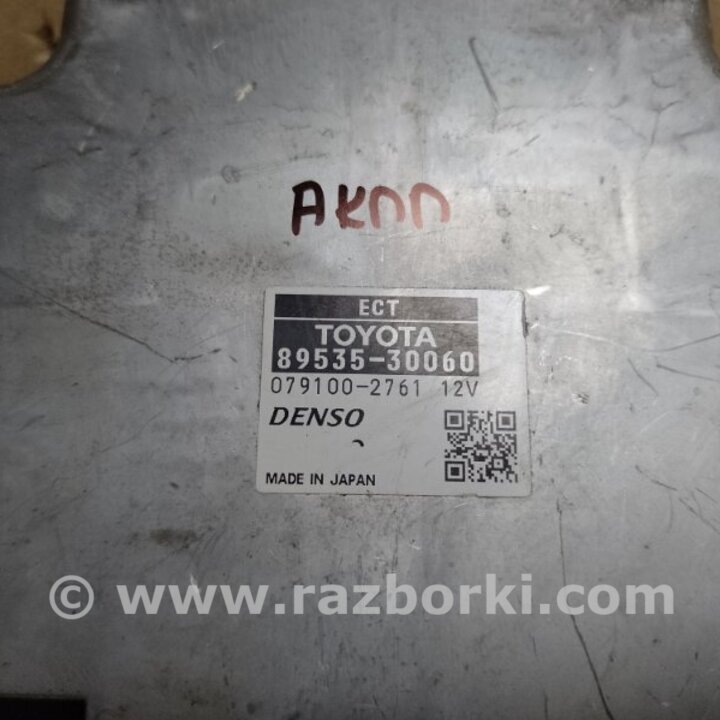 АКПП
ECT
TOYOTA
89535-30060
079100-2761 12V
DENSO
MADE IN JAPAN
© www.razborki.com